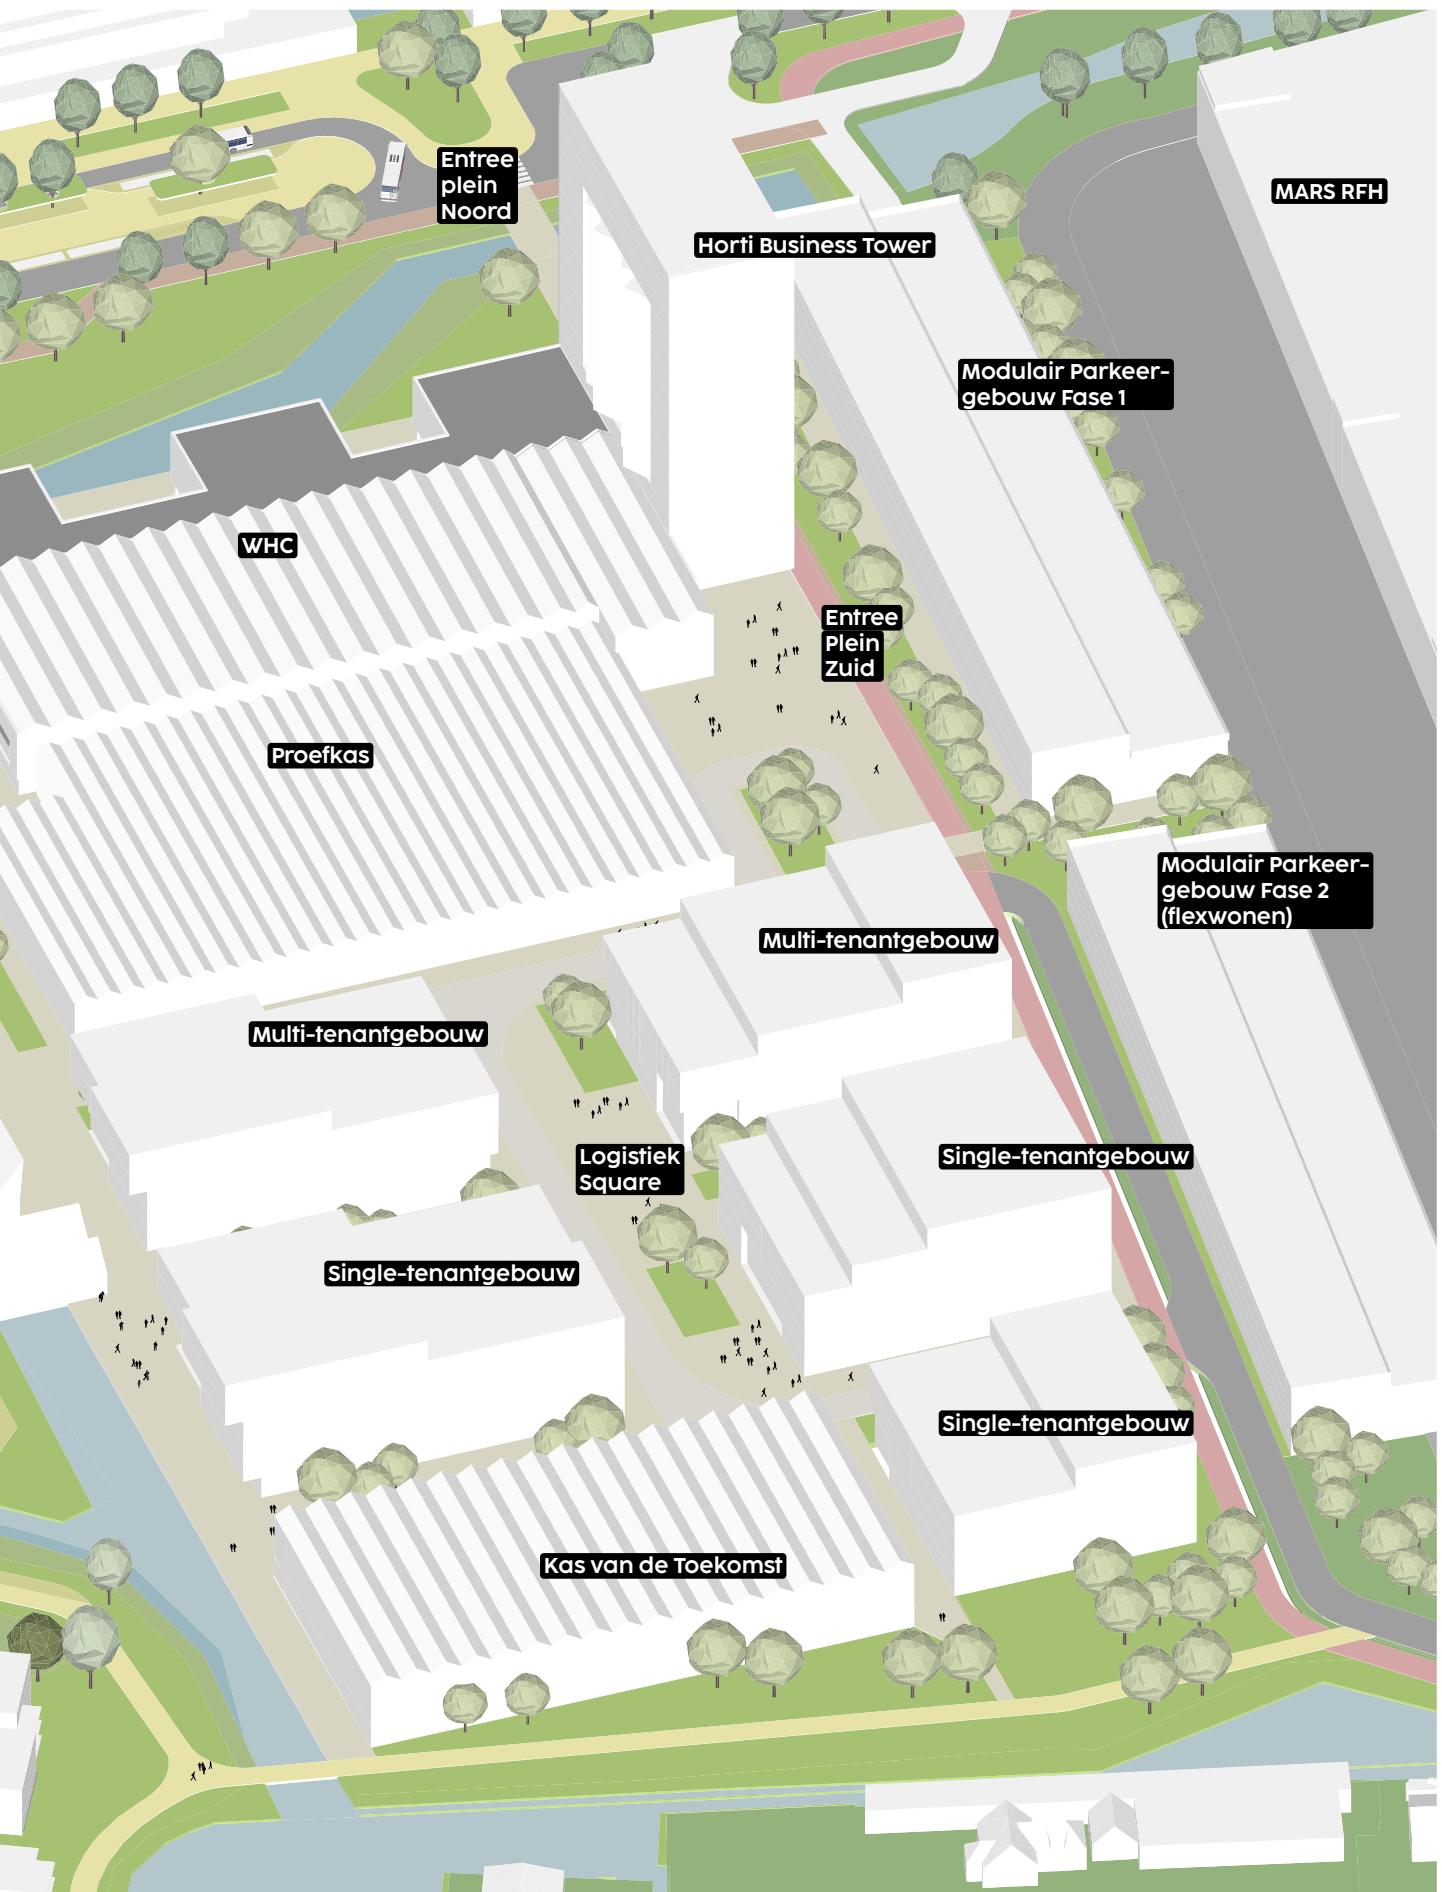 Entree
plein
Noord
MARS RFH
Horti Business Tower
Modulair Parkeer-
gebouw Fase 1
WHC
Entree
Plein
Zuid
Proefkas
Modulair Parkeer-
gebouw Fase 2
(flexwonen)
Multi-tenantgebouw
Multi-tenantgebouw
Logistiek
Square
Single-tenantgebouw
Single-tenantgebouw
Single-tenantgebouw
Kas van de Toekomst